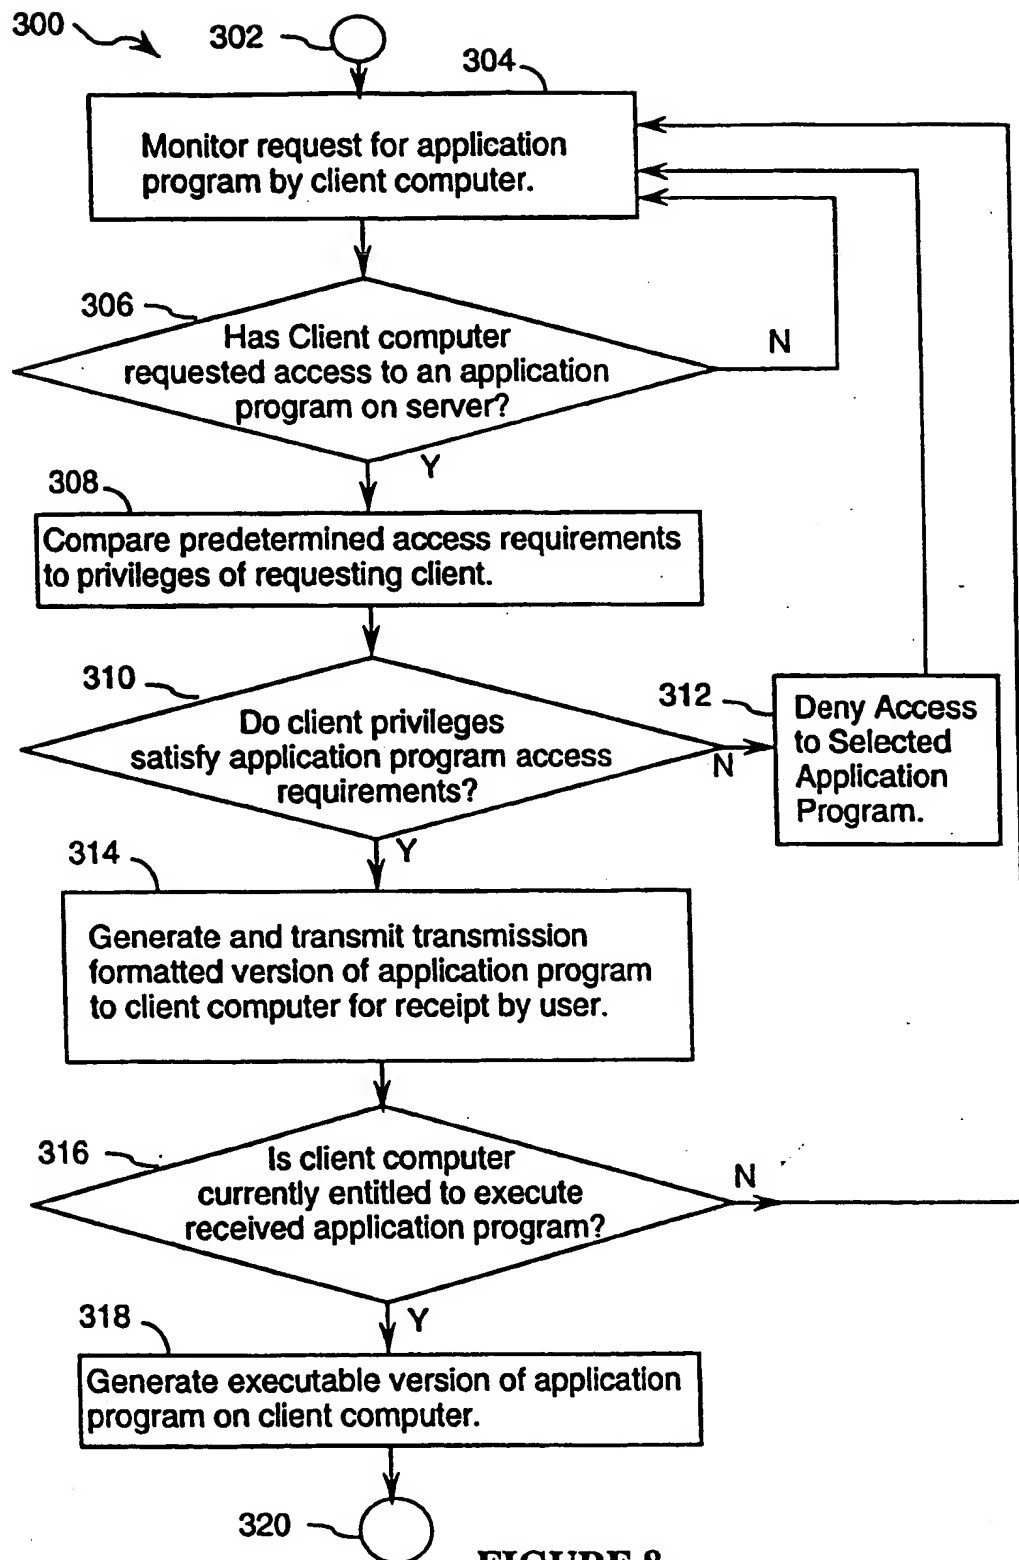 300
302
304
Monitor request for application
program by client computer.
306
Has Client computer
requested access to an application
program on server?
N
Y
308
Compare predetermined access requirements
to privileges of requesting client.
310
Do client privileges
satisfy application program access
requirements?
N
312
Deny Access
to Selected
Application
Program.
Y
314
Generate and transmit transmission
formatted version of application program
to client computer for receipt by user.
316
Is client computer
currently entitled to execute
received application program?
N
Y
318
Generate executable version of application
program on client computer.
320
FIGURE 8